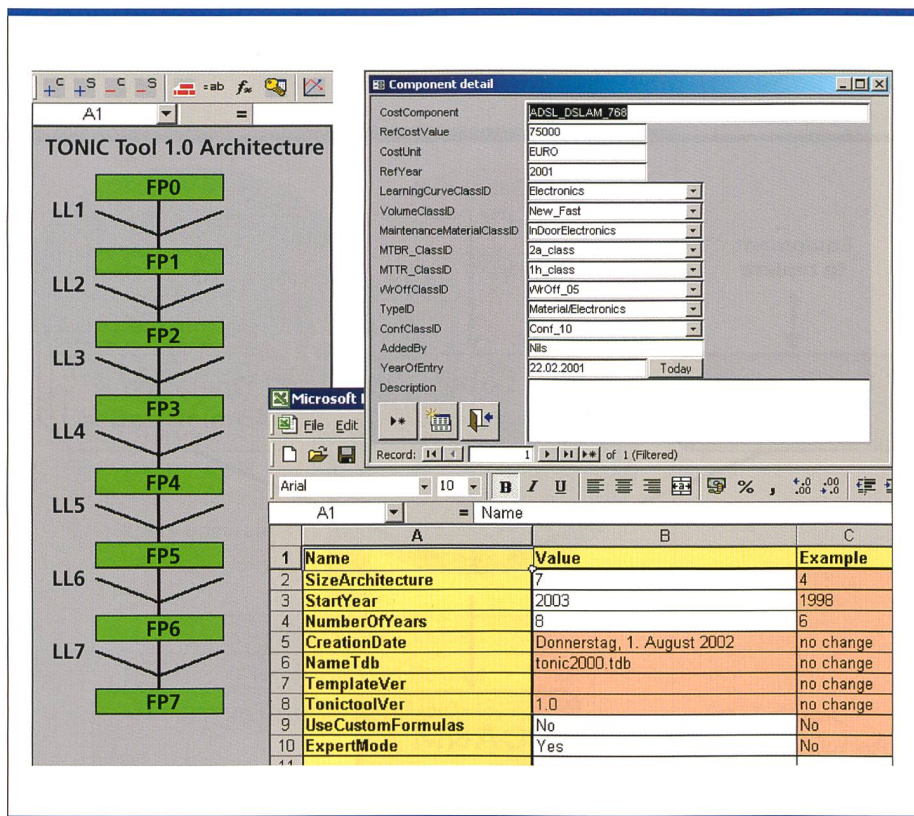 +C +S -C -S =ab fx
A1 =
TONIC Tool 1.0 Architecture
FP0
LL1
FP1
LL2
FP2
LL3
FP3
LL4
FP4
LL5
FP5
LL6
FP6
LL7
FP7
Component detail
CostComponent ADSL_DSLAM_768
RefCostValue 75000
CostUnit EURO
RefYear 2001
LearningCurveClassID Electronics
VolumeClassID New_Fast
MaintenanceMaterialClassID InDoorElectronics
MTBR_ClassID 2a_class
MTTR_ClassID 1h_class
WrOffClassID WrOff_05
TypeID Material/Electronics
ConfClassID Conf_10
AddedBy Nils
YearOfEntry 22.02.2001 Today
Description
Record: 1 of 1 (Filtered)
Microsoft
File Edit
Arial 10 B I U % ,
A1 = Name
A B C
1 Name Value Example
2 SizeArchitecture 7 4
3 StartYear 2003 1998
4 NumberOfYears 8 6
5 CreationDate Donnerstag, 1. August 2002 no change
6 NameTdb tonic2000.tdb no change
7 TemplateVer no change
8 TonictoolVer 1.0 no change
9 UseCustomFormulas No No
10 ExpertMode Yes No